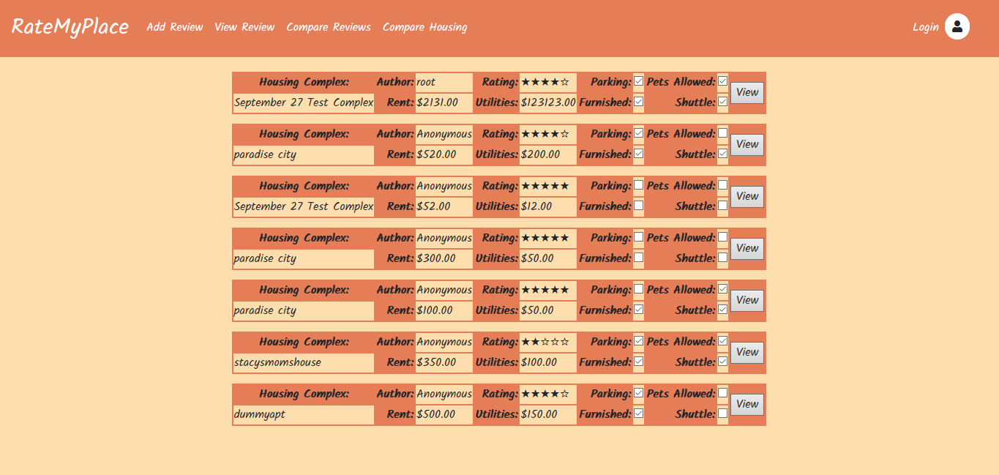 RateMyPlace Add Review View Review Compare Reviews Compare Housing Login
Housing Complex: Author: root Rating: ★★★★☆ Parking: ☑ Pets Allowed: ☑ View
September 27 Test Complex Rent: $2131.00 Utilities: $123123.00 Furnished: ☑ Shuttle: ☑
Housing Complex: Author: Anonymous Rating: ★★★★☆ Parking: ☑ Pets Allowed: ☐ View
paradise city Rent: $520.00 Utilities: $200.00 Furnished: ☑ Shuttle: ☑
Housing Complex: Author: Anonymous Rating: ★★★★★ Parking: ☐ Pets Allowed: ☐ View
September 27 Test Complex Rent: $52.00 Utilities: $12.00 Furnished: ☐ Shuttle: ☐
Housing Complex: Author: Anonymous Rating: ★★★★★ Parking: ☐ Pets Allowed: ☐ View
paradise city Rent: $300.00 Utilities: $50.00 Furnished: ☐ Shuttle: ☐
Housing Complex: Author: Anonymous Rating: ★★★★★ Parking: ☐ Pets Allowed: ☑ View
paradise city Rent: $100.00 Utilities: $50.00 Furnished: ☑ Shuttle: ☑
Housing Complex: Author: Anonymous Rating: ★★☆☆☆ Parking: ☑ Pets Allowed: ☑ View
stacysmomshouse Rent: $350.00 Utilities: $100.00 Furnished: ☑ Shuttle: ☑
Housing Complex: Author: Anonymous Rating: ★★★★☆ Parking: ☑ Pets Allowed: ☐ View
dummyapt Rent: $500.00 Utilities: $150.00 Furnished: ☑ Shuttle: ☐